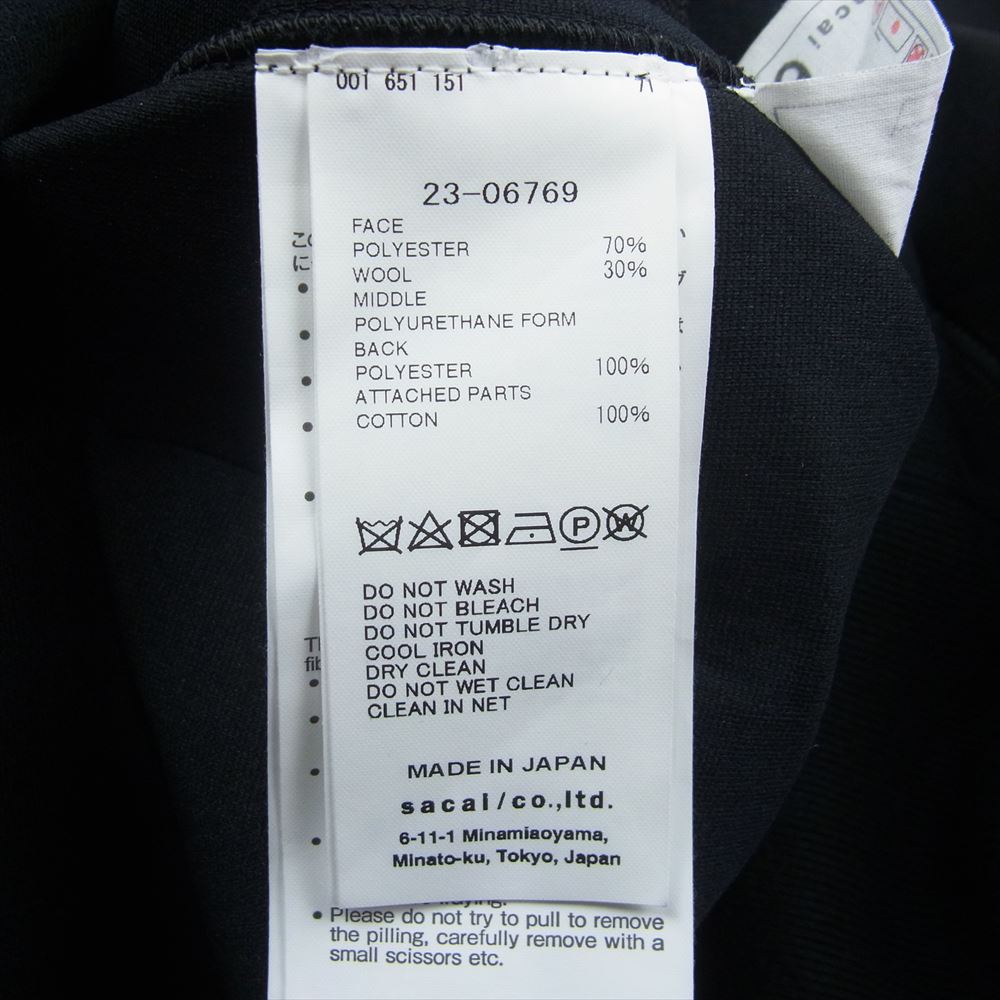 sacai
001 651 151
23-06769
FACE
POLYESTER 70%
WOOL 30%
MIDDLE
POLYURETHANE FORM
BACK
POLYESTER 100%
ATTACHED PARTS
COTTON 100%
P W
DO NOT WASH
DO NOT BLEACH
DO NOT TUMBLE DRY
COOL IRON
DRY CLEAN
DO NOT WET CLEAN
CLEAN IN NET
MADE IN JAPAN
sacai/co.,ltd.
6-11-1 Minamiaoyama,
Minato-ku, Tokyo, Japan
• Please do not try to pull to remove
the pilling, carefully remove with a
small scissors etc.